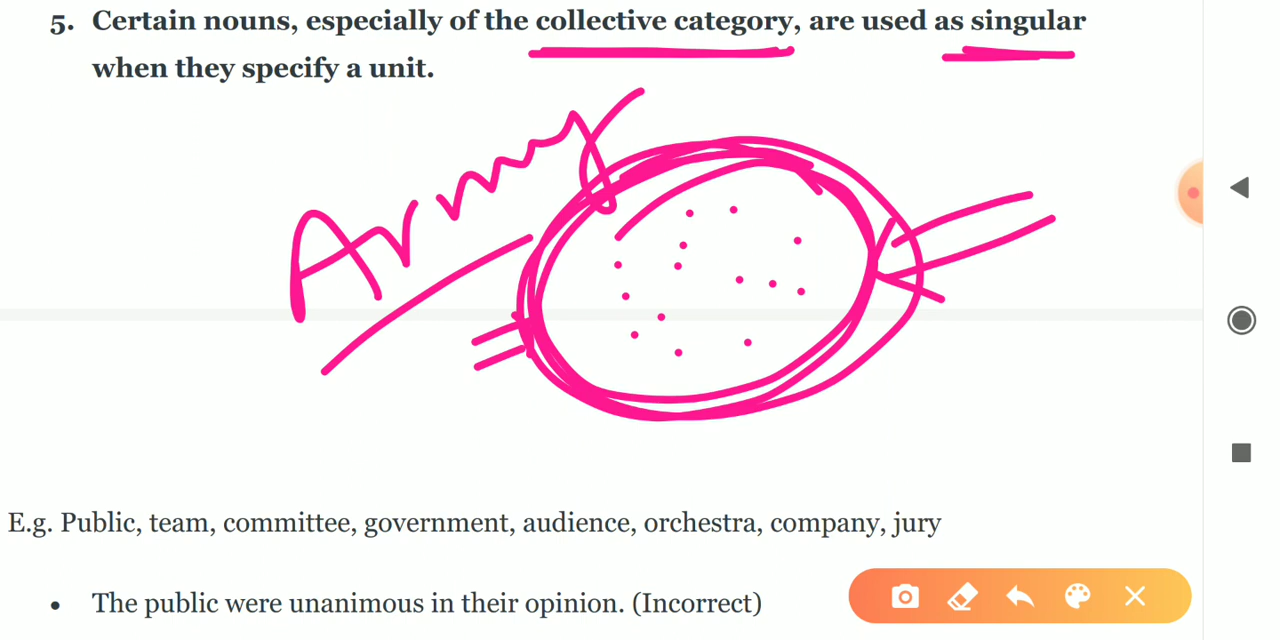 5. Certain nouns, especially of the collective category, are used as singular
when they specify a unit.
E.g. Public, team, committee, government, audience, orchestra, company, jury
• The public were unanimous in their opinion. (Incorrect)